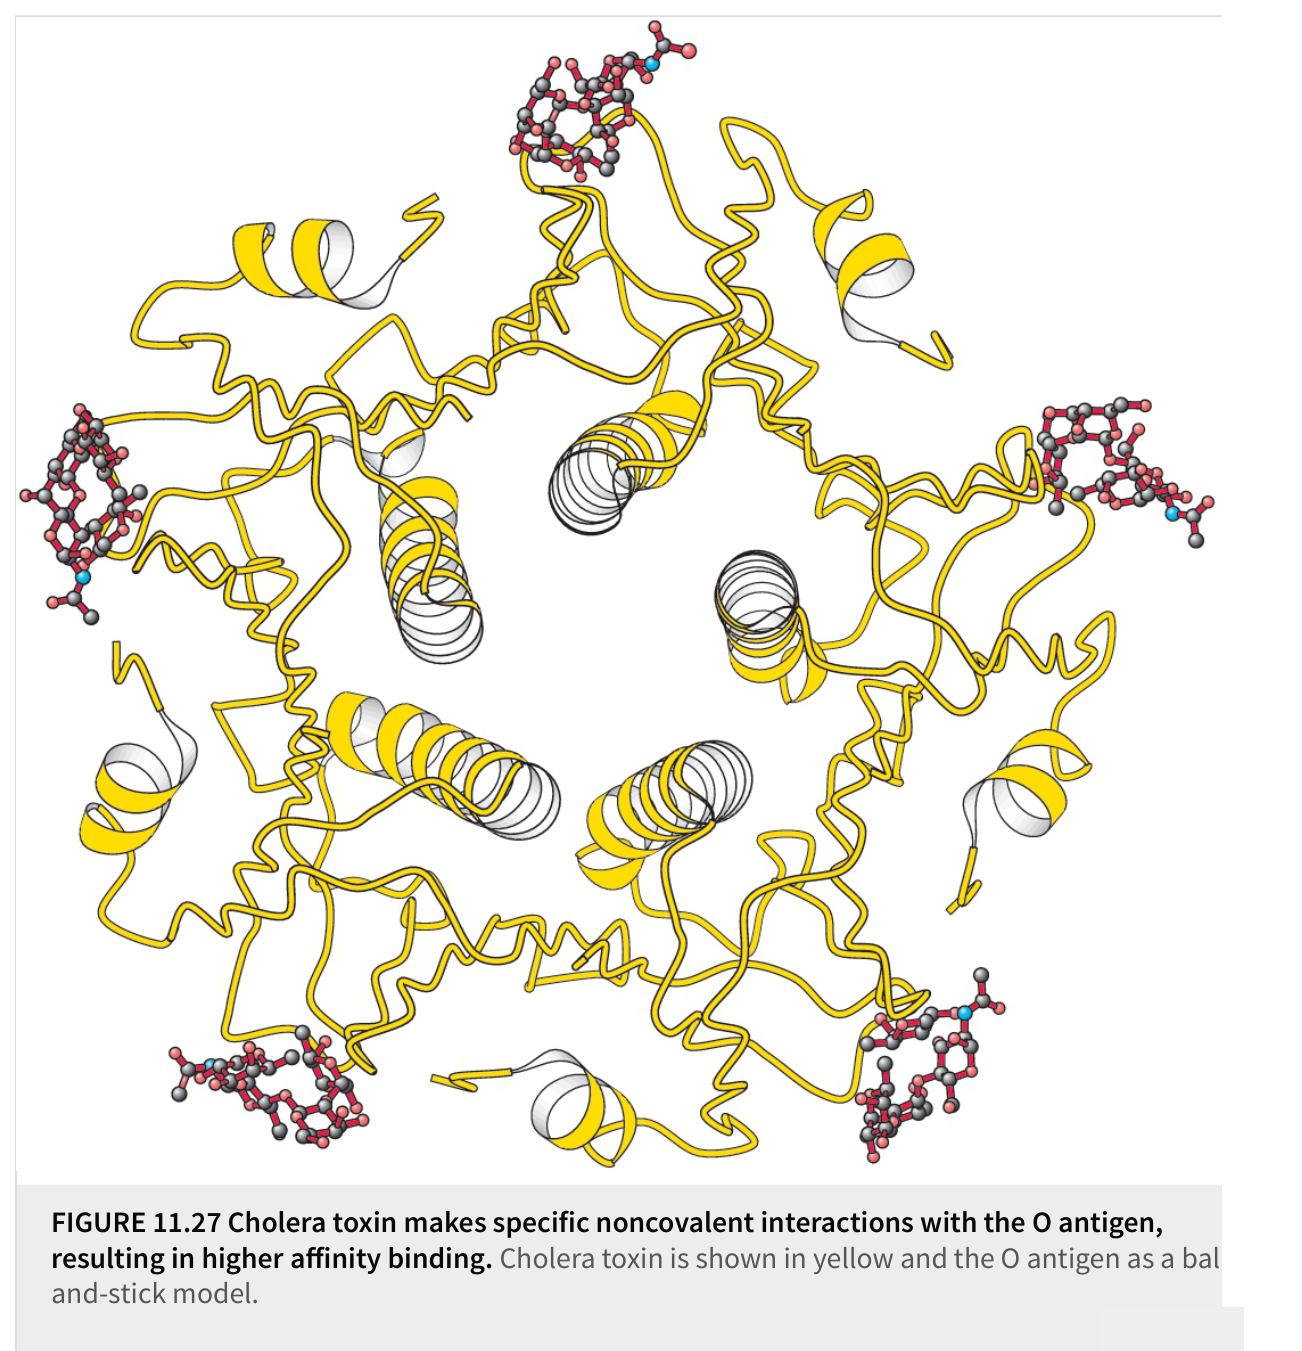 FIGURE 11.27 Cholera toxin makes specific noncovalent interactions with the O antigen,
resulting in higher affinity binding. Cholera toxin is shown in yellow and the O antigen as a bal
and-stick model.